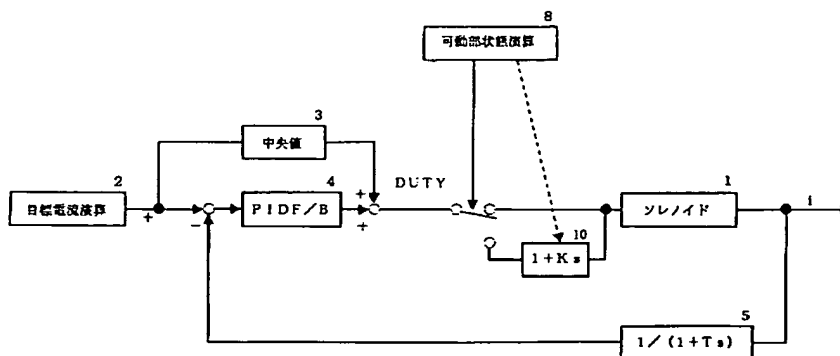 8
可動部状態演算
3
中央値
2
目標電流演算
+
-
4
PIDF/B
+
+
DUTY
10
1+Ks
1
ソレノイド
i
5
1/(1+Ts)